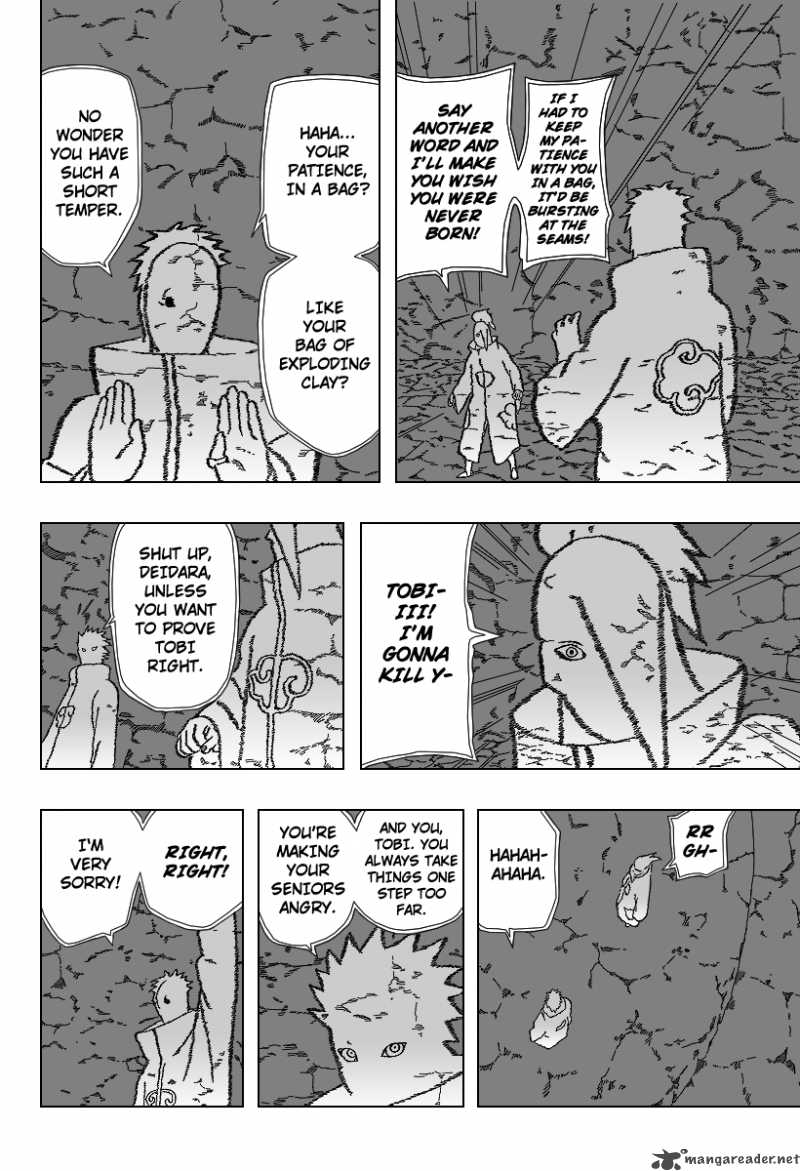 IF I
HAD TO
KEEP
MY PA-
TIENCE
WITH YOU
IN A BAG,
IT'D BE
BURSTING
AT THE
SEAMS!
SAY
ANOTHER
WORD AND
I'LL MAKE
YOU WISH
YOU WERE
NEVER
BORN!
HAHA...
YOUR
PATIENCE,
IN A BAG?
LIKE
YOUR
BAG OF
EXPLODING
CLAY?
NO
WONDER
YOU HAVE
SUCH A
SHORT
TEMPER.
TOBI-
III!
I'M
GONNA
KILL Y-
SHUT UP,
DEIDARA,
UNLESS
YOU WANT
TO PROVE
TOBI
RIGHT.
RR
GH-
HAHAH-
AHAHA.
AND YOU,
TOBI. YOU
ALWAYS TAKE
THINGS ONE
STEP TOO
FAR.
YOU'RE
MAKING
YOUR
SENIORS
ANGRY.
RIGHT,
RIGHT!
I'M
VERY
SORRY!
mangareader.net